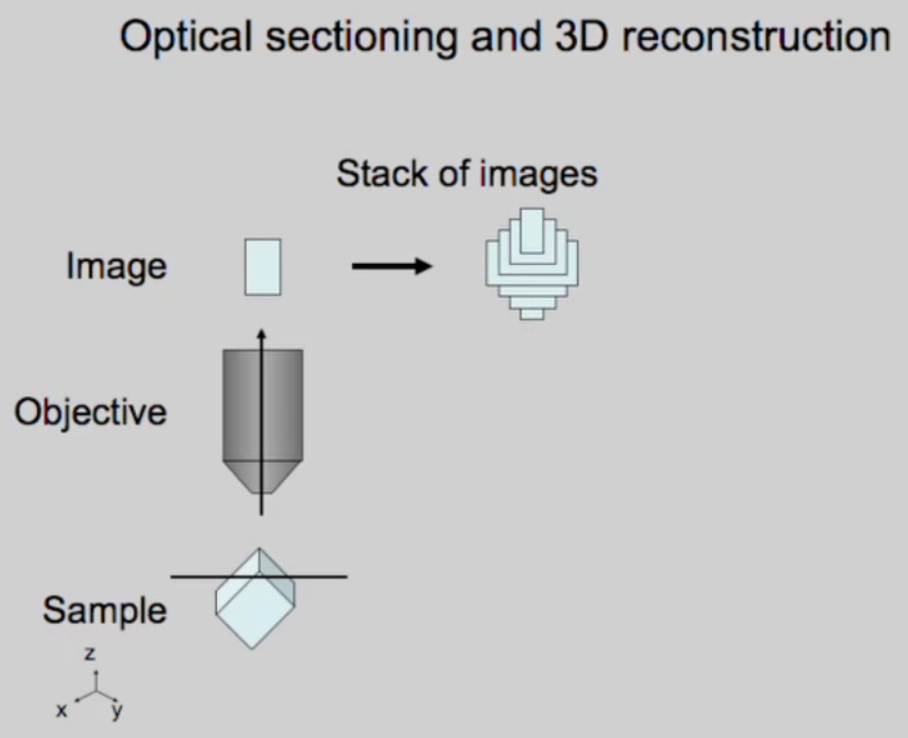 Optical sectioning and 3D reconstruction
Stack of images
Image
Objective
Sample
z
x
y